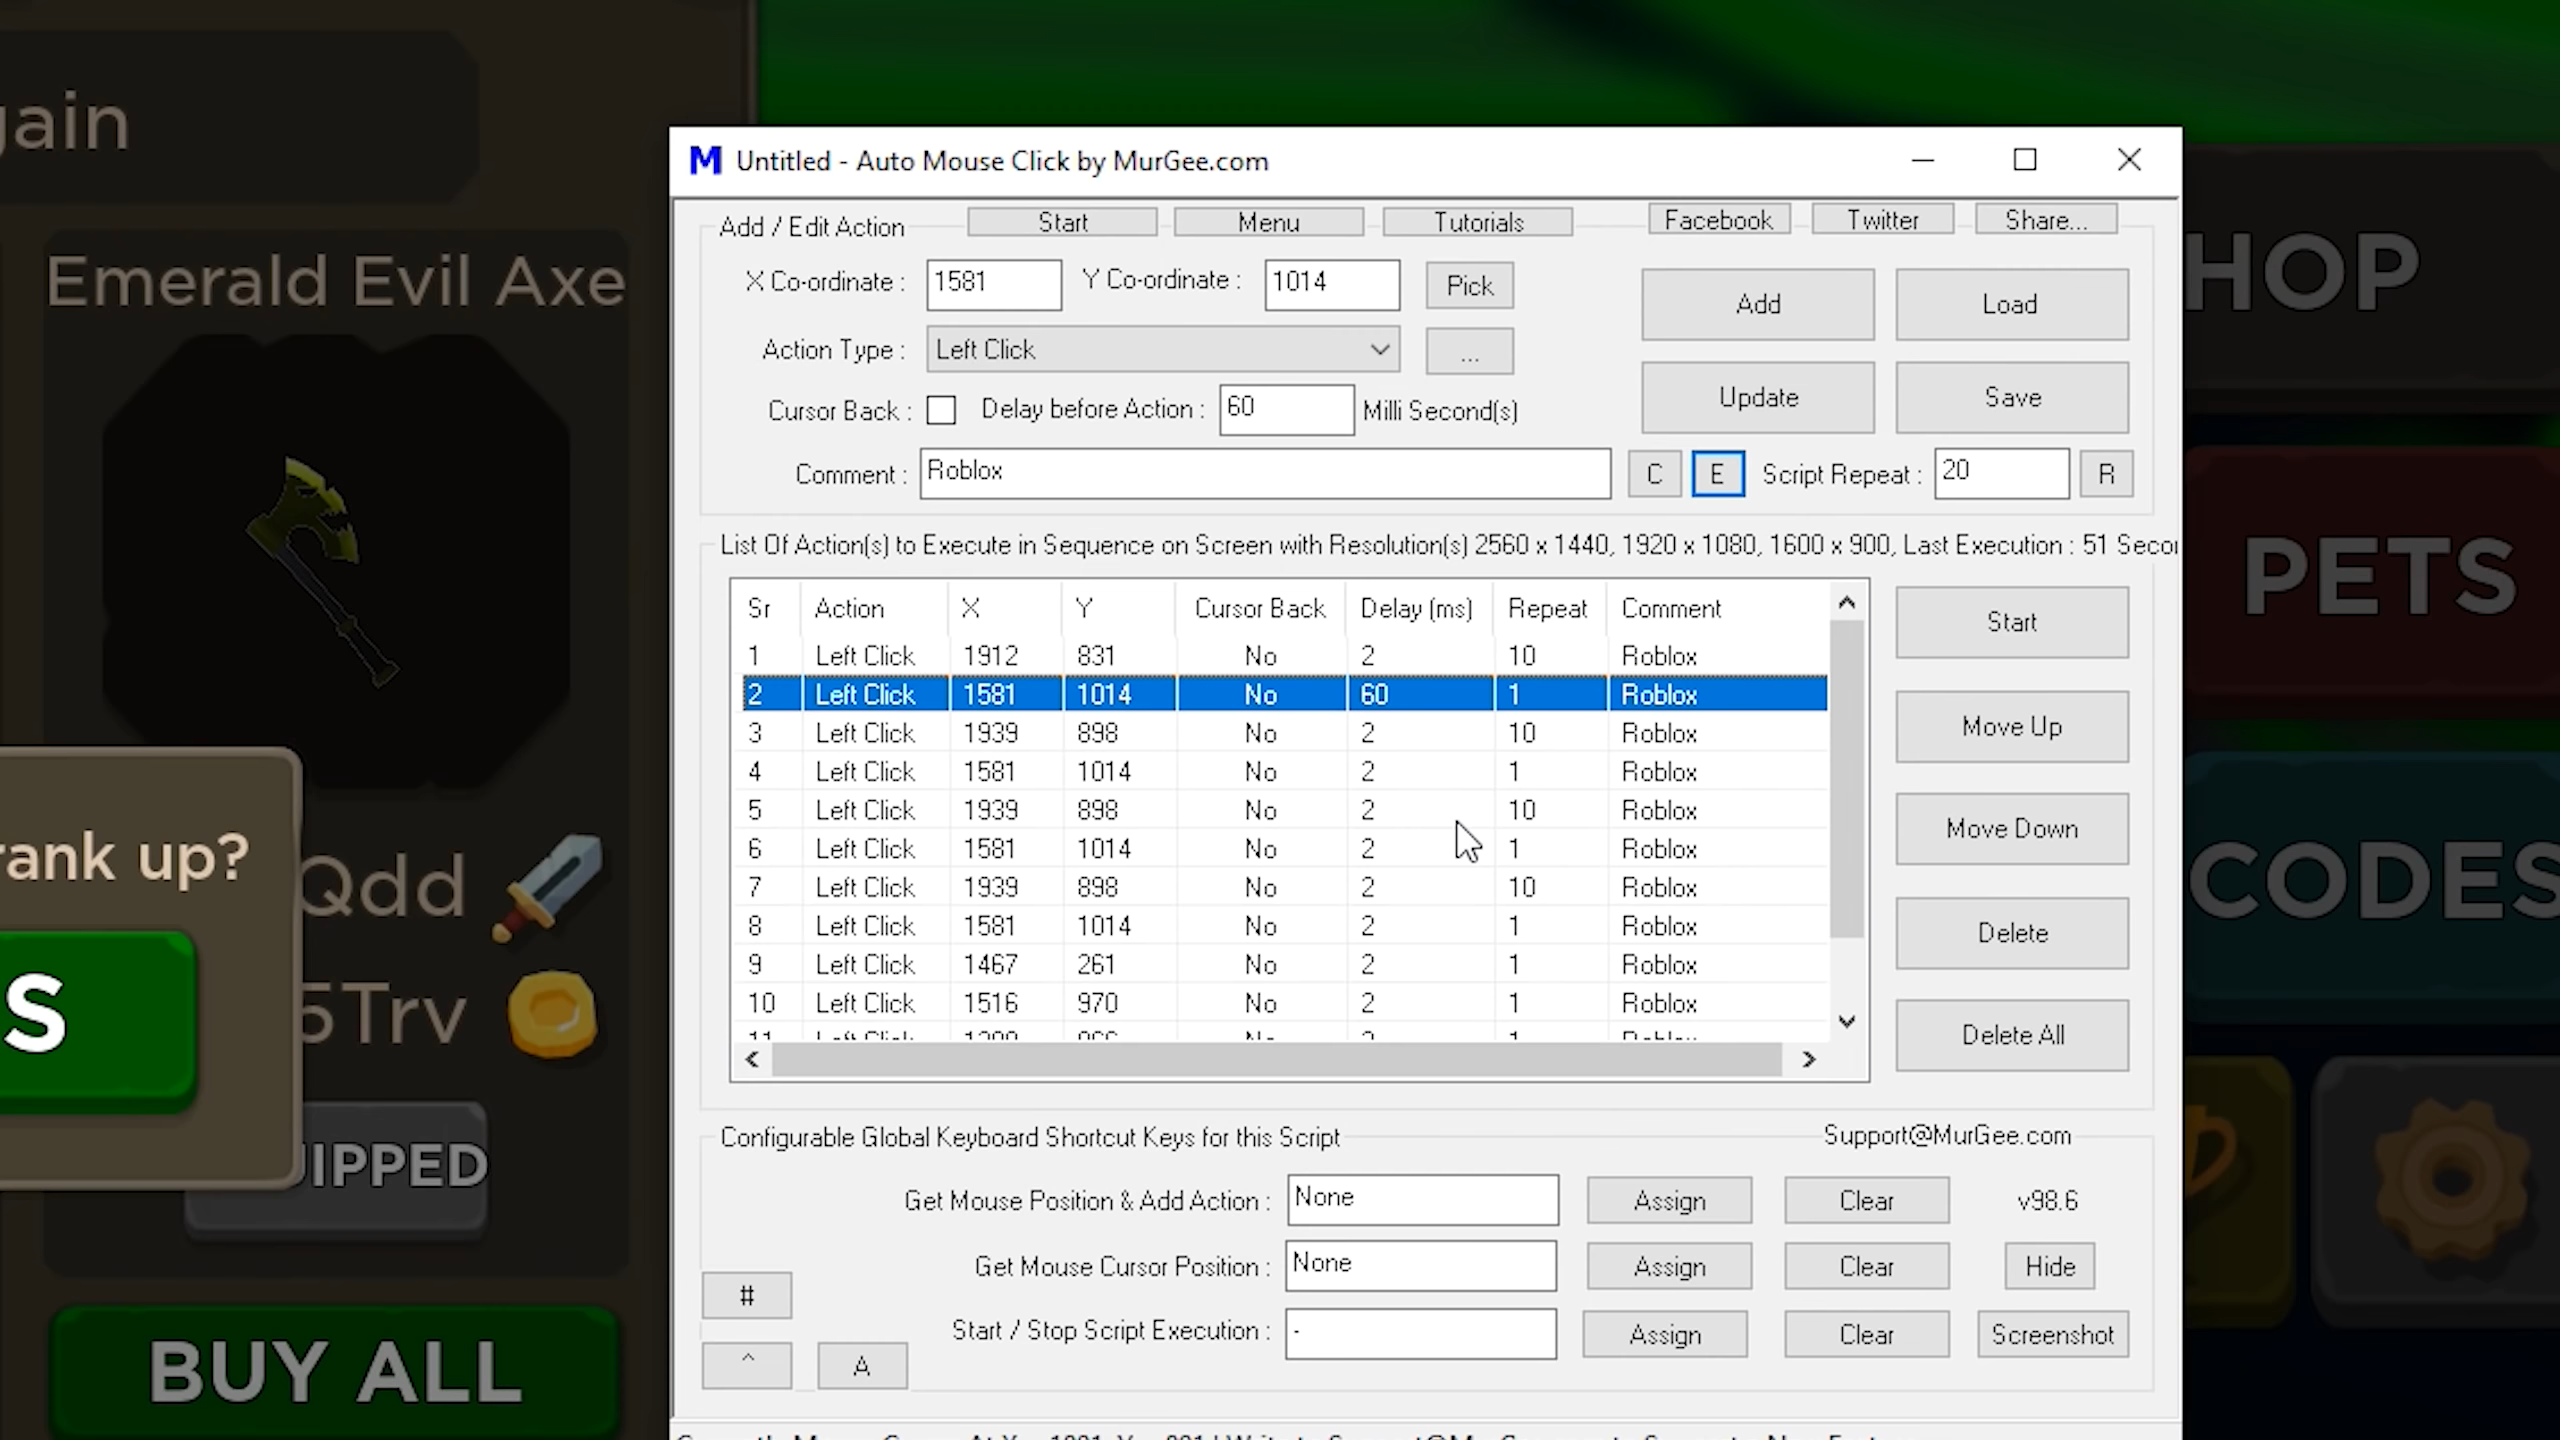 gain
Emerald Evil Axe
rank up?
Qdd
S
5Trv
UIPPED
BUY ALL
HOP
PETS
CODES
M Untitled - Auto Mouse Click by MurGee.com
Add / Edit Action
Start
Menu
Tutorials
Facebook
Twitter
Share...
X Co-ordinate : 1581 Y Co-ordinate : 1014 Pick
Add
Load
Action Type : Left Click ...
Update
Save
Cursor Back : Delay before Action : 60 Milli Second(s)
Comment : Roblox C E Script Repeat : 20 R
List Of Action(s) to Execute in Sequence on Screen with Resolution(s) 2560 x 1440, 1920 x 1080, 1600 x 900, Last Execution : 51 Secon
Sr Action X Y Cursor Back Delay (ms) Repeat Comment
1 Left Click 1912 831 No 2 10 Roblox
2 Left Click 1581 1014 No 60 1 Roblox
3 Left Click 1939 898 No 2 10 Roblox
4 Left Click 1581 1014 No 2 1 Roblox
5 Left Click 1939 898 No 2 10 Roblox
6 Left Click 1581 1014 No 2 1 Roblox
7 Left Click 1939 898 No 2 10 Roblox
8 Left Click 1581 1014 No 2 1 Roblox
9 Left Click 1467 261 No 2 1 Roblox
10 Left Click 1516 970 No 2 1 Roblox
Start
Move Up
Move Down
Delete
Delete All
Configurable Global Keyboard Shortcut Keys for this Script
Support@MurGee.com
Get Mouse Position & Add Action : None Assign Clear v98.6
Get Mouse Cursor Position : None Assign Clear Hide
#
Start / Stop Script Execution : - Assign Clear Screenshot
^ A